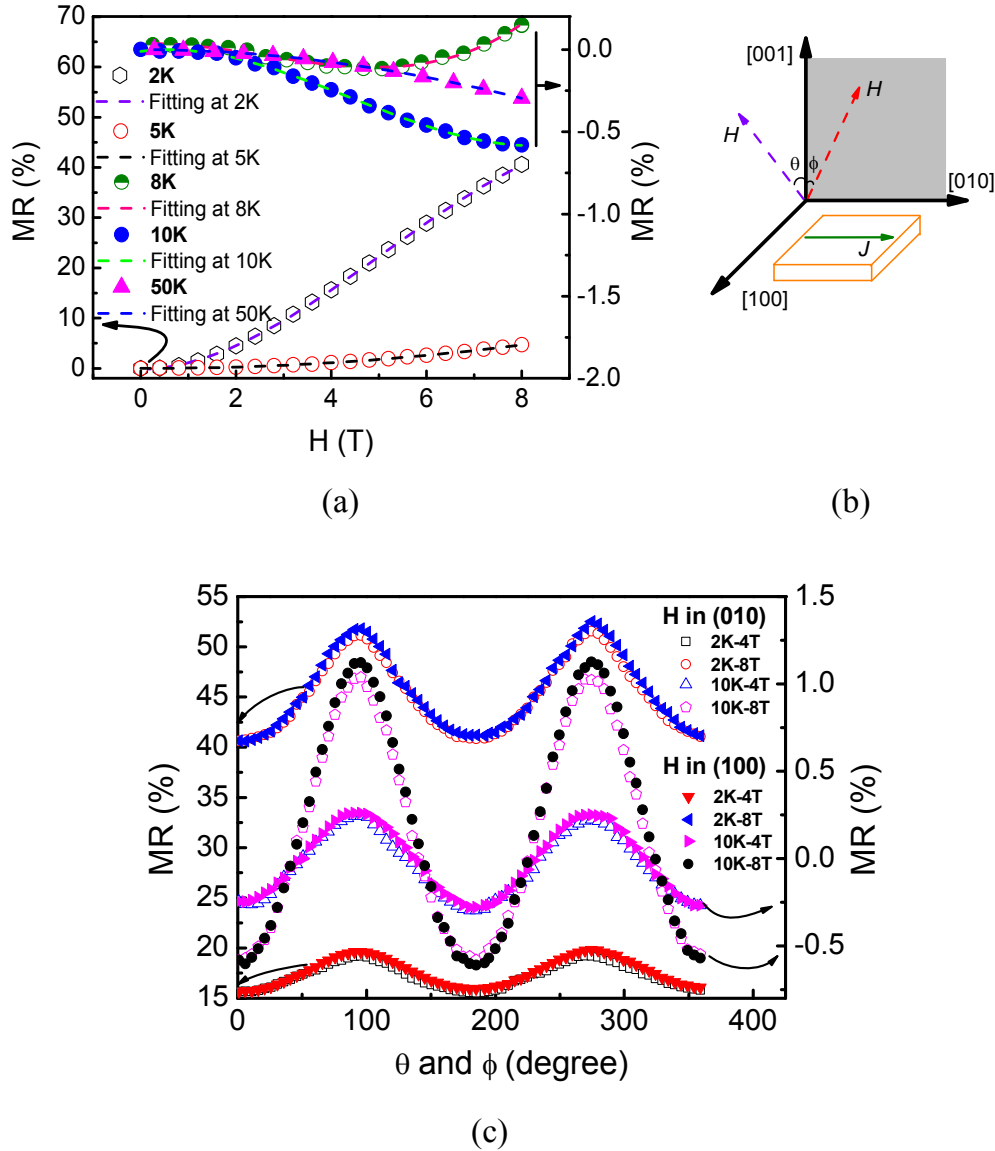 70
60
50
40
30
20
10
0
MR (%)
2K
Fitting at 2K
5K
Fitting at 5K
8K
Fitting at 8K
10K
Fitting at 10K
50K
Fitting at 50K
0.0
-0.5
-1.0
-1.5
-2.0
MR (%)
0 2 4 6 8
H (T)
(a)
[001]
H
H
θ ϕ
[010]
J
[100]
(b)
55
50
45
40
35
30
25
20
15
MR (%)
H in (010)
2K-4T
2K-8T
10K-4T
10K-8T
H in (100)
2K-4T
2K-8T
10K-4T
10K-8T
1.5
1.0
0.5
0.0
-0.5
MR (%)
0 100 200 300 400
θ and ϕ (degree)
(c)